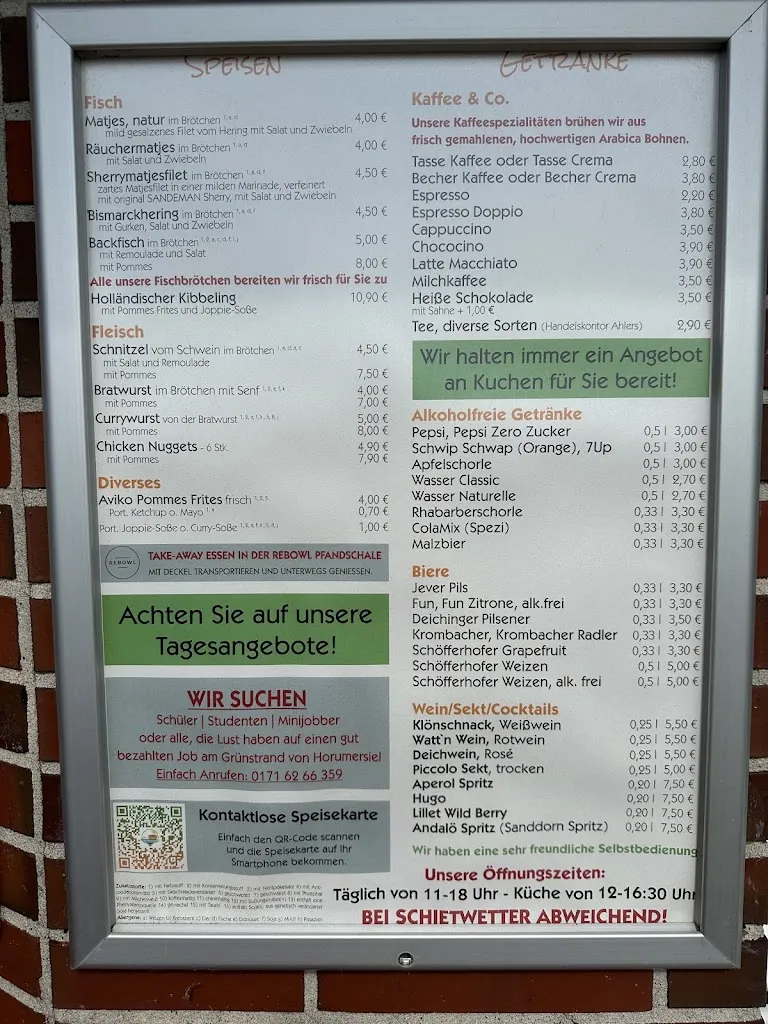 SPEISEN
Fisch
Matjes, natur im Brötchen 4,00 €
mild gesalzenes Filet vom Hering mit Salat und Zwiebeln
Räuchermatjes im Brötchen 4,00 €
mit Salat und Zwiebeln
Sherrymatjesfilet im Brötchen 4,50 €
zartes Matjesfilet in einer milden Marinade, verfeinert
mit original SANDEMAN Sherry, mit Salat und Zwiebeln
Bismarckhering im Brötchen 4,50 €
mit Gurken, Salat und Zwiebeln
Backfisch im Brötchen 5,00 €
mit Remoulade und Salat
mit Pommes 8,00 €
Alle unsere Fischbrötchen bereiten wir frisch für Sie zu
Holländischer Kibbeling 10,90 €
mit Pommes Frites und Joppie-Soße
Fleisch
Schnitzel vom Schwein im Brötchen 4,50 €
mit Salat und Remoulade
mit Pommes 7,50 €
Bratwurst im Brötchen mit Senf 4,00 €
mit Pommes 7,00 €
Currywurst von der Bratwurst 5,00 €
mit Pommes 8,00 €
Chicken Nuggets - 6 Stk. 4,90 €
mit Pommes 7,90 €
Diverses
Aviko Pommes Frites frisch 4,00 €
Port. Ketchup o. Mayo 0,70 €
Port. Joppie-Soße o. Curry-Soße 1,00 €
REBOWL
TAKE-AWAY ESSEN IN DER REBOWL PFANDSCHALE
MIT DECKEL TRANSPORTIEREN UND UNTERWEGS GENIESSEN.
Achten Sie auf unsere
Tagesangebote!
WIR SUCHEN
Schüler | Studenten | Minijobber
oder alle, die Lust haben auf einen gut
bezahlten Job am Grünstrand von Horumersiel
Einfach Anrufen: 0171 62 66 359
Kontaktlose Speisekarte
Einfach den QR-Code scannen
und die Speisekarte auf Ihr
Smartphone bekommen.
GETRÄNKE
Kaffee & Co.
Unsere Kaffeespezialitäten brühen wir aus
frisch gemahlenen, hochwertigen Arabica Bohnen.
Tasse Kaffee oder Tasse Crema 2,80 €
Becher Kaffee oder Becher Crema 3,80 €
Espresso 2,20 €
Espresso Doppio 3,80 €
Cappuccino 3,50 €
Chococino 3,90 €
Latte Macchiato 3,90 €
Milchkaffee 3,50 €
Heiße Schokolade 3,50 €
mit Sahne + 1,00 €
Tee, diverse Sorten (Handelskontor Ahlers) 2,90 €
Wir halten immer ein Angebot
an Kuchen für Sie bereit!
Alkoholfreie Getränke
Pepsi, Pepsi Zero Zucker 0,5 l 3,00 €
Schwip Schwap (Orange), 7Up 0,5 l 3,00 €
Apfelschorle 0,5 l 3,00 €
Wasser Classic 0,5 l 2,70 €
Wasser Naturelle 0,5 l 2,70 €
Rhabarberschorle 0,33 l 3,30 €
ColaMix (Spezi) 0,33 l 3,30 €
Malzbier 0,33 l 3,30 €
Biere
Jever Pils 0,33 l 3,30 €
Fun, Fun Zitrone, alk.frei 0,33 l 3,30 €
Deichinger Pilsener 0,33 l 3,50 €
Krombacher, Krombacher Radler 0,33 l 3,30 €
Schöfferhofer Grapefruit 0,33 l 3,30 €
Schöfferhofer Weizen 0,5 l 5,00 €
Schöfferhofer Weizen, alk. frei 0,5 l 5,00 €
Wein/Sekt/Cocktails
Klönschnack, Weißwein 0,25 l 5,50 €
Watt'n Wein, Rotwein 0,25 l 5,50 €
Deichwein, Rosé 0,25 l 5,50 €
Piccolo Sekt, trocken 0,25 l 5,00 €
Aperol Spritz 0,20 l 7,50 €
Hugo 0,20 l 7,50 €
Lillet Wild Berry 0,20 l 7,50 €
Andalö Spritz (Sanddorn Spritz) 0,20 l 7,50 €
Wir haben eine sehr freundliche Selbstbedienung
Unsere Öffnungszeiten:
Täglich von 11-18 Uhr - Küche von 12-16:30 Uhr
BEI SCHIETWETTER ABWEICHEND!